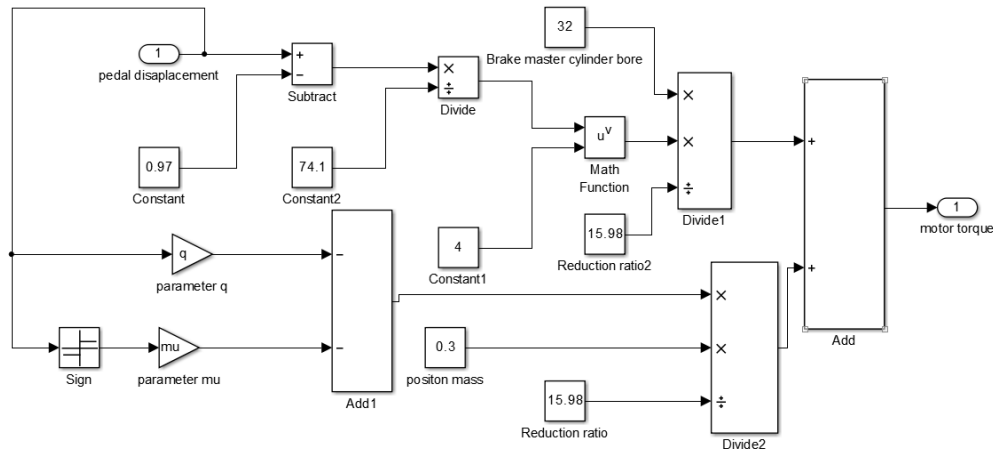 32
1
pedal disaplacement
+
−
Subtract
×
÷
Divide
Brake master cylinder bore
×
×
÷
Divide1
u^v
Math
Function
0.97
Constant
74.1
Constant2
+
+
Add
1
motor torque
q
parameter q
4
Constant1
15.98
Reduction ratio2
−
−
Add1
Sign
mu
parameter mu
0.3
positon mass
×
×
÷
Divide2
15.98
Reduction ratio